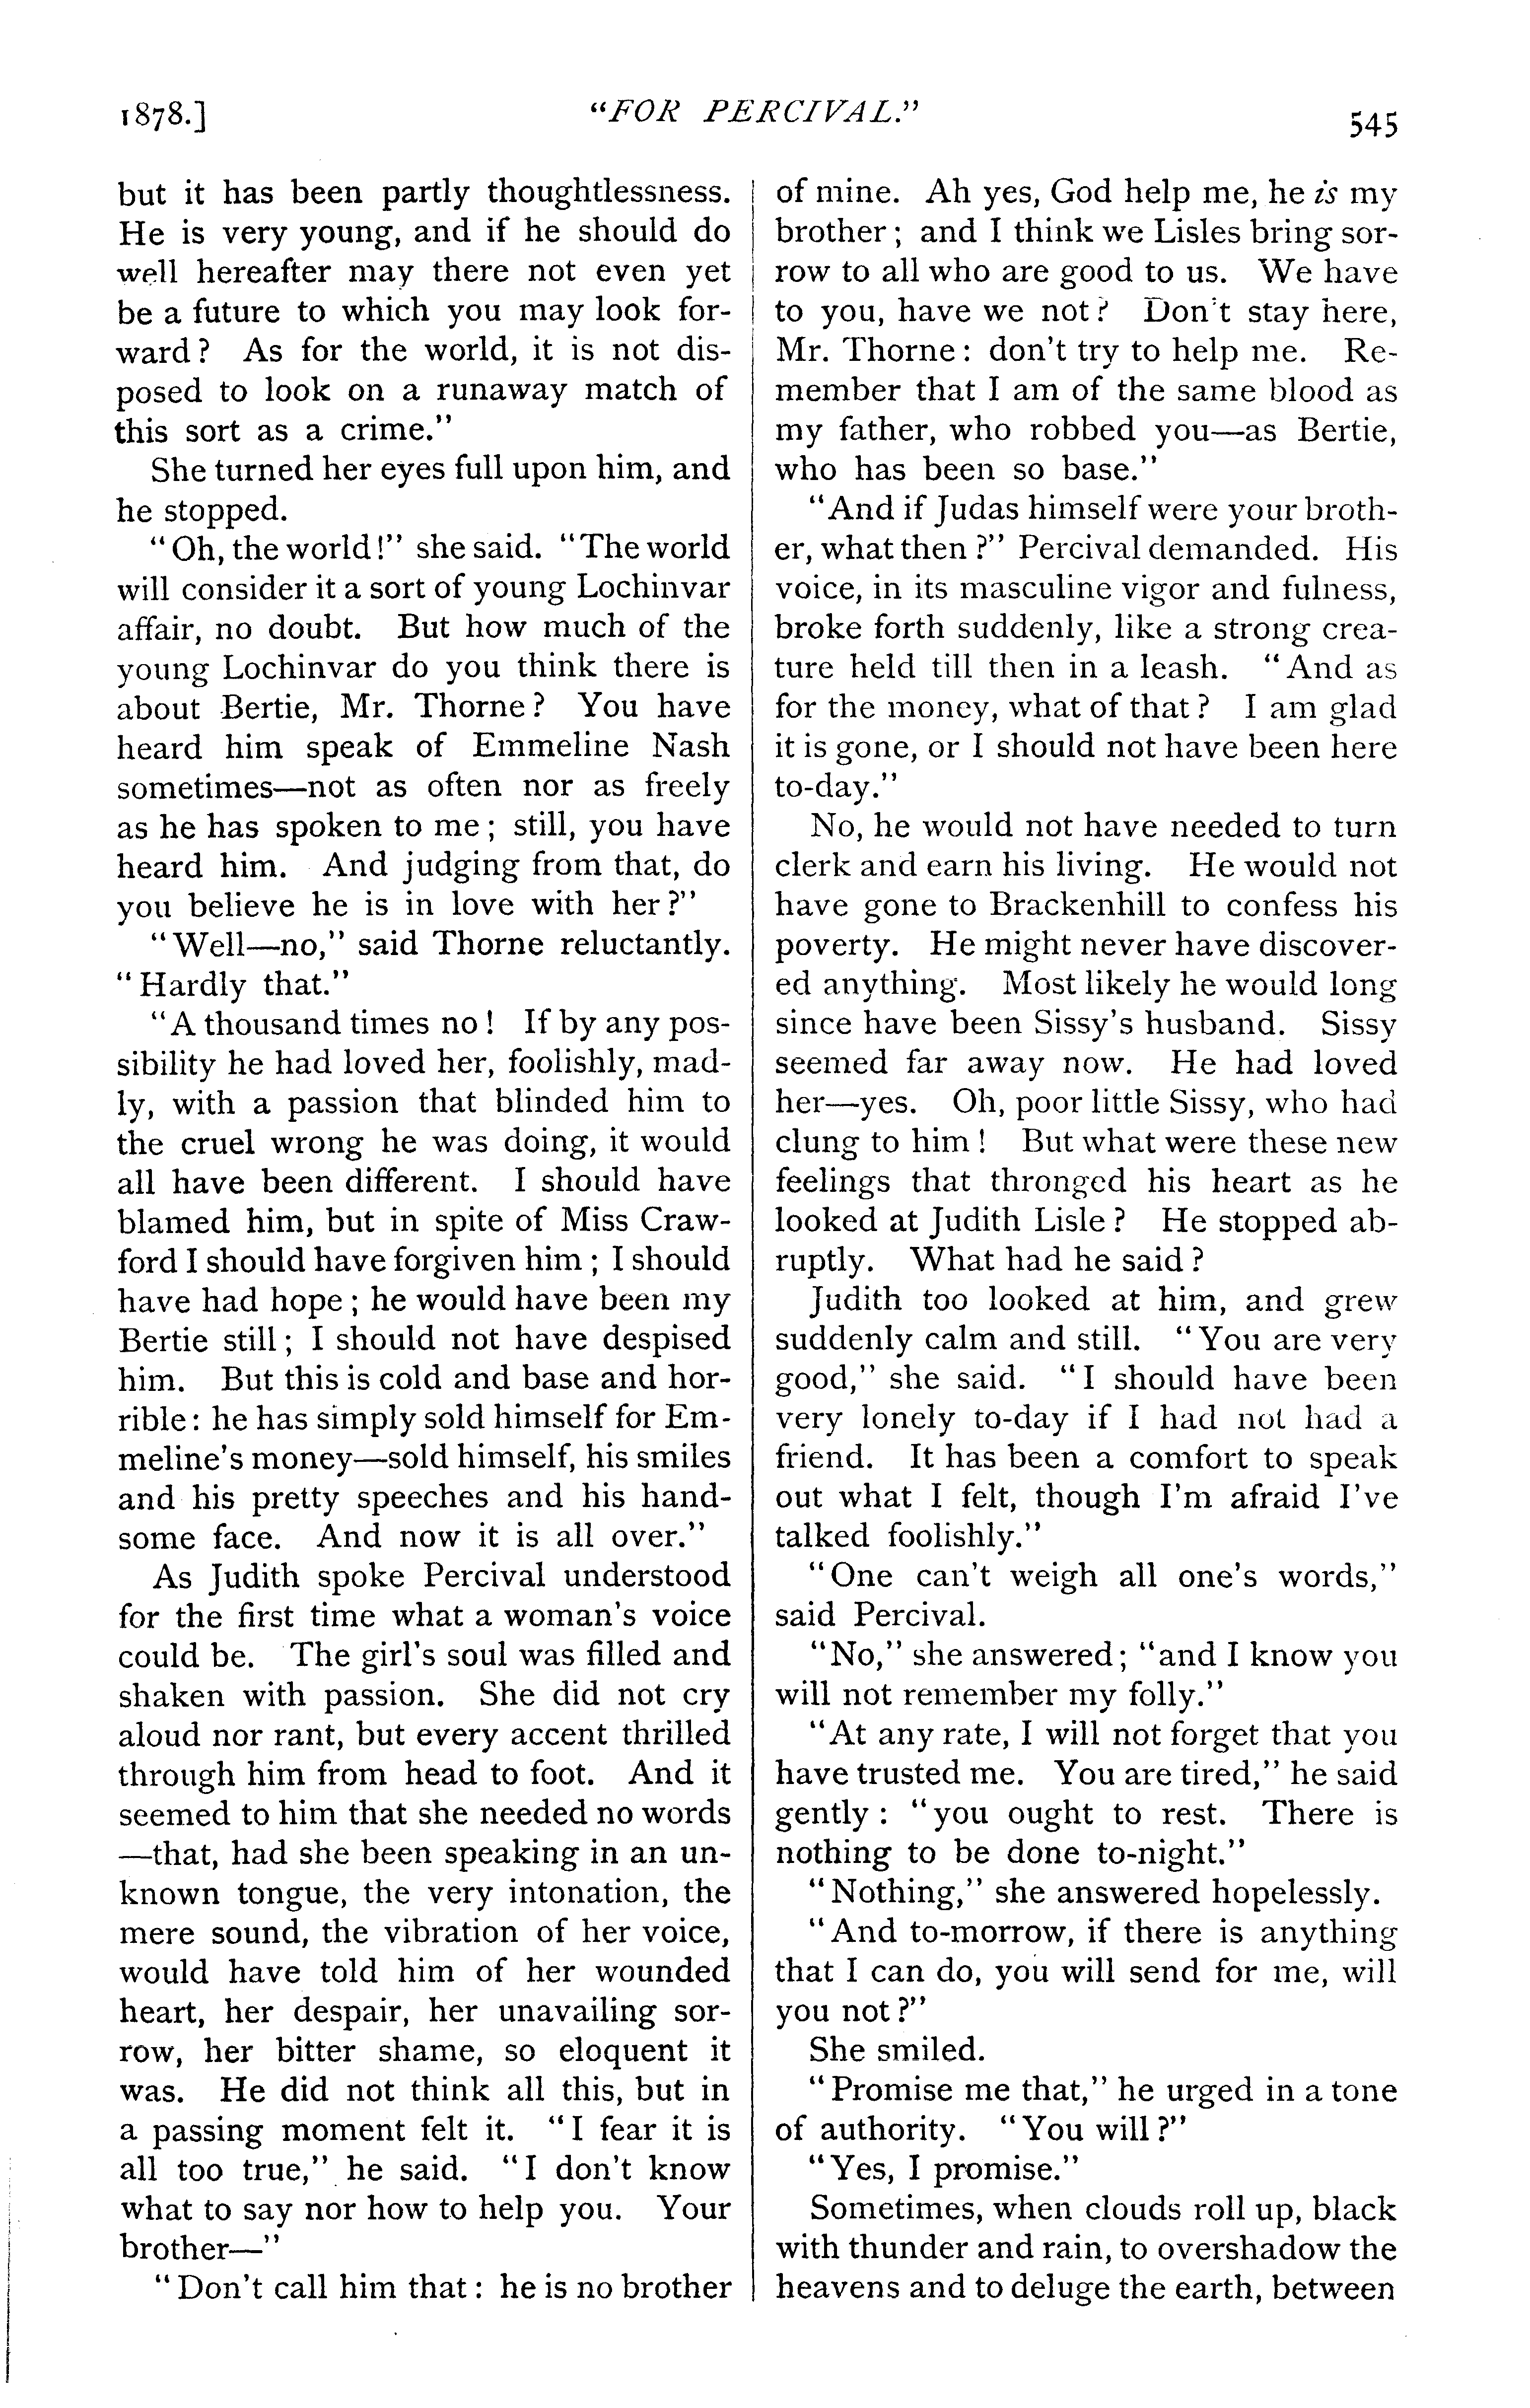 1878.]
"FOR PERCIVAL."
545
but it has been partly thoughtlessness.
He is very young, and if he should do
well hereafter may there not even yet
be a future to which you may look for-
ward? As for the world, it is not dis-
posed to look on a runaway match of
this sort as a crime."
She turned her eyes full upon him, and
he stopped.
"Oh, the world!" she said. "The world
will consider it a sort of young Lochinvar
affair, no doubt. But how much of the
young Lochinvar do you think there is
about Bertie, Mr. Thorne? You have
heard him speak of Emmeline Nash
sometimes—not as often nor as freely
as he has spoken to me; still, you have
heard him. And judging from that, do
you believe he is in love with her?"
"Well—no," said Thorne reluctantly.
"Hardly that."
"A thousand times no! If by any pos-
sibility he had loved her, foolishly, mad-
ly, with a passion that blinded him to
the cruel wrong he was doing, it would
all have been different. I should have
blamed him, but in spite of Miss Craw-
ford I should have forgiven him; I should
have had hope; he would have been my
Bertie still; I should not have despised
him. But this is cold and base and hor-
rible: he has simply sold himself for Em-
meline's money—sold himself, his smiles
and his pretty speeches and his hand-
some face. And now it is all over."
As Judith spoke Percival understood
for the first time what a woman's voice
could be. The girl's soul was filled and
shaken with passion. She did not cry
aloud nor rant, but every accent thrilled
through him from head to foot. And it
seemed to him that she needed no words
—that, had she been speaking in an un-
known tongue, the very intonation, the
mere sound, the vibration of her voice,
would have told him of her wounded
heart, her despair, her unavailing sor-
row, her bitter shame, so eloquent it
was. He did not think all this, but in
a passing moment felt it. "I fear it is
all too true," he said. "I don't know
what to say nor how to help you. Your
brother—"
"Don't call him that: he is no brother
of mine. Ah yes, God help me, he is my
brother; and I think we Lisles bring sor-
row to all who are good to us. We have
to you, have we not? Don't stay here,
Mr. Thorne: don't try to help me. Re-
member that I am of the same blood as
my father, who robbed you—as Bertie,
who has been so base."
"And if Judas himself were your broth-
er, what then?" Percival demanded. His
voice, in its masculine vigor and fulness,
broke forth suddenly, like a strong crea-
ture held till then in a leash. "And as
for the money, what of that? I am glad
it is gone, or I should not have been here
to-day."
No, he would not have needed to turn
clerk and earn his living. He would not
have gone to Brackenhill to confess his
poverty. He might never have discover-
ed anything. Most likely he would long
since have been Sissy's husband. Sissy
seemed far away now. He had loved
her—yes. Oh, poor little Sissy, who had
clung to him! But what were these new
feelings that thronged his heart as he
looked at Judith Lisle? He stopped ab-
ruptly. What had he said?
Judith too looked at him, and grew
suddenly calm and still. "You are very
good," she said. "I should have been
very lonely to-day if I had not had a
friend. It has been a comfort to speak
out what I felt, though I'm afraid I've
talked foolishly."
"One can't weigh all one's words,"
said Percival.
"No," she answered; "and I know you
will not remember my folly."
"At any rate, I will not forget that you
have trusted me. You are tired," he said
gently: "you ought to rest. There is
nothing to be done to-night."
"Nothing," she answered hopelessly.
"And to-morrow, if there is anything
that I can do, you will send for me, will
you not?"
She smiled.
"Promise me that," he urged in a tone
of authority. "You will?"
"Yes, I promise."
Sometimes, when clouds roll up, black
with thunder and rain, to overshadow the
heavens and to deluge the earth, between